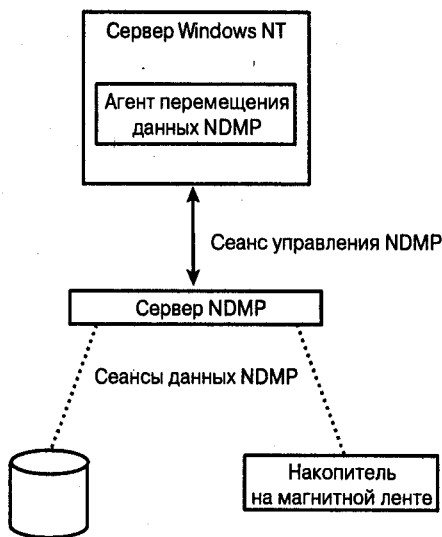 Сервер Windows NT
Агент перемещения
данных NDMP
Сеанс управления NDMP
Сервер NDMP
Сеансы данных NDMP
Накопитель
на магнитной ленте